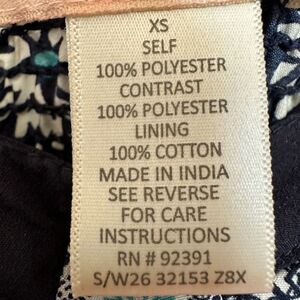 XS
SELF
100% POLYESTER
CONTRAST
100% POLYESTER
LINING
100% COTTON
MADE IN INDIA
SEE REVERSE
FOR CARE
INSTRUCTIONS
RN # 92391
S/W26 32153 Z8X